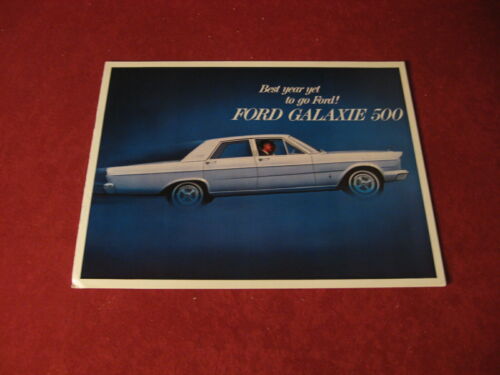 Best year yet
to go Ford!
FORD GALAXIE 500